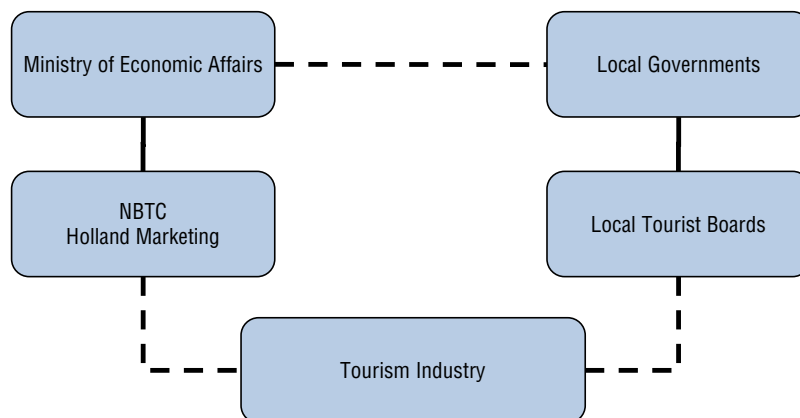 Ministry of Economic Affairs
Local Governments
NBTC
Holland Marketing
Local Tourist Boards
Tourism Industry